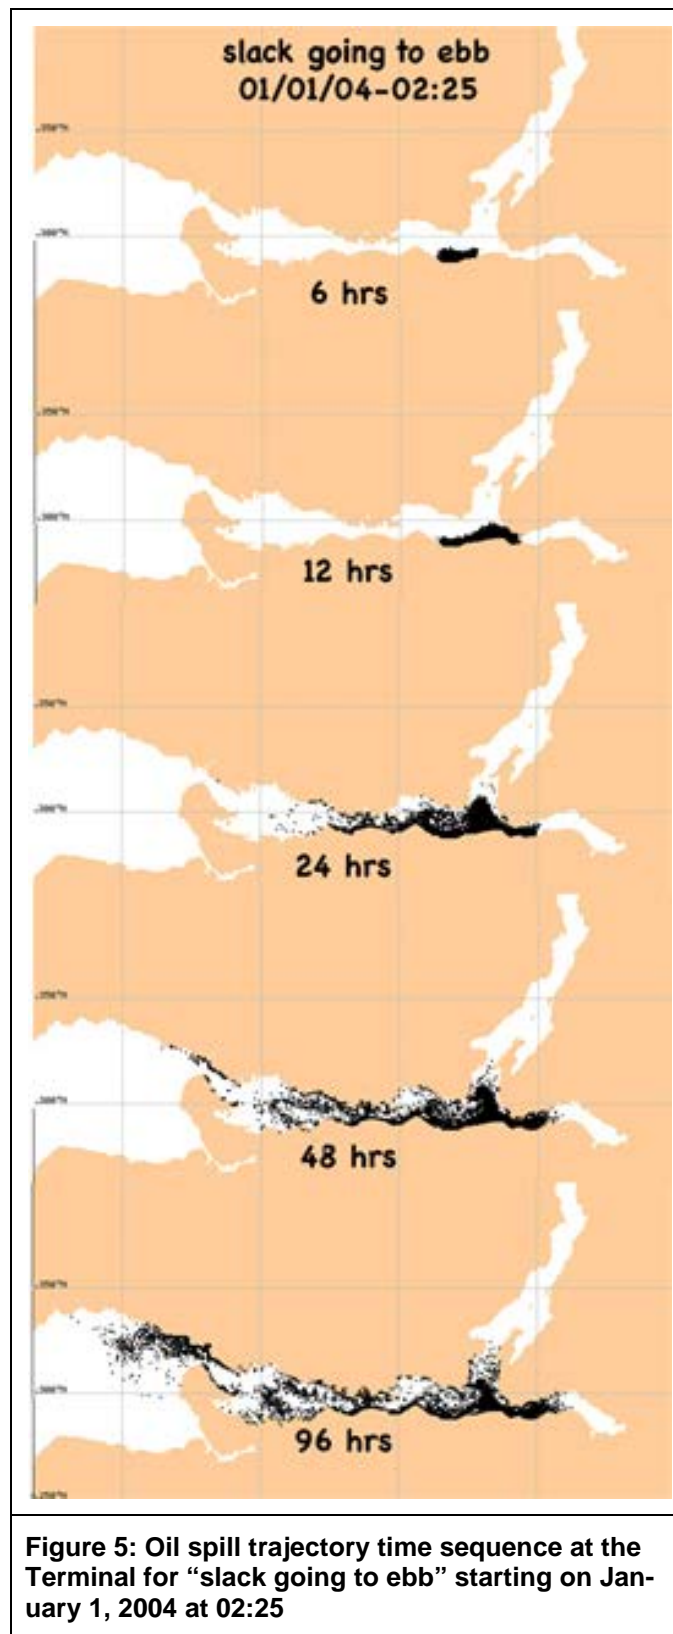 slack going to ebb
01/01/04-02:25
6 hrs
12 hrs
24 hrs
48 hrs
96 hrs
Figure 5: Oil spill trajectory time sequence at the
Terminal for “slack going to ebb” starting on Jan-
uary 1, 2004 at 02:25